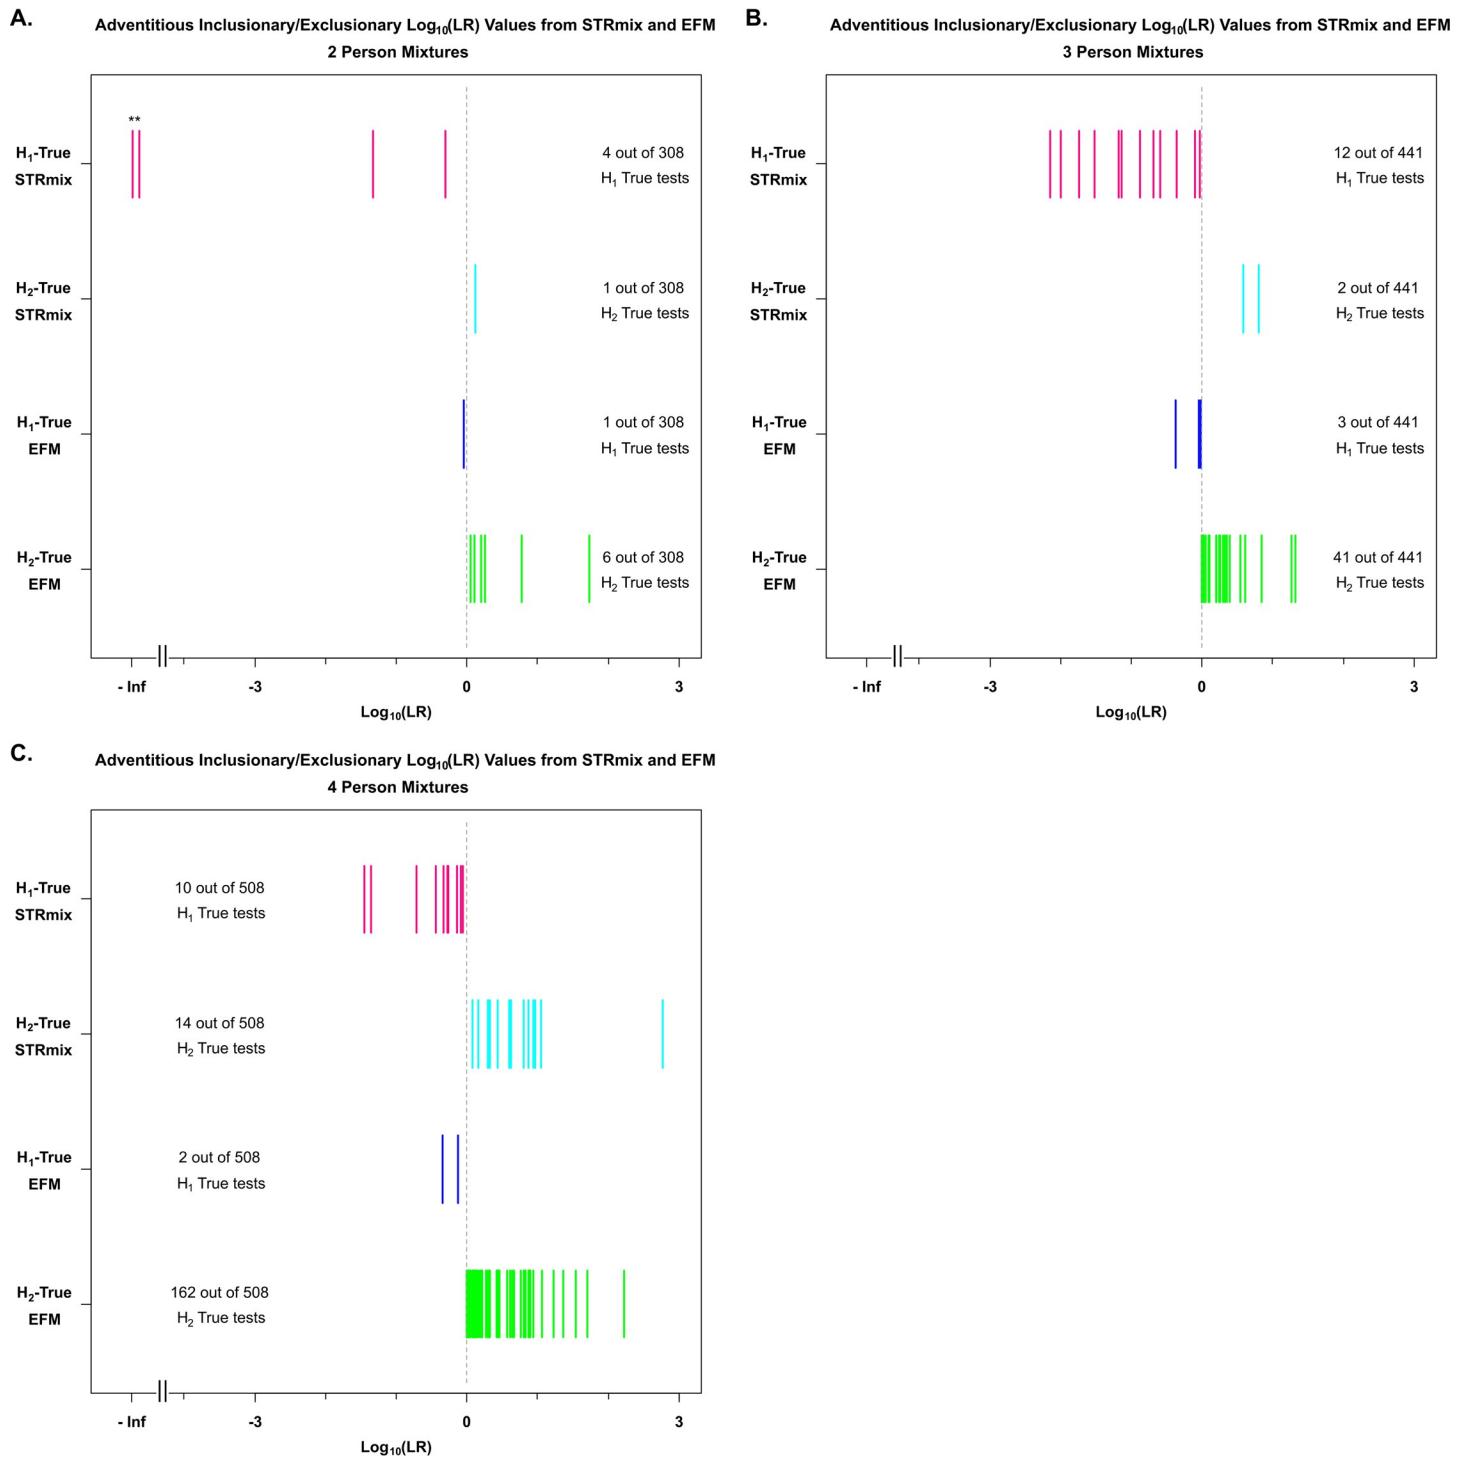 A.
Adventitious Inclusionary/Exclusionary Log₁₀(LR) Values from STRmix and EFM
2 Person Mixtures
**
H₁-True
STRmix
4 out of 308
H₁ True tests
H₂-True
STRmix
1 out of 308
H₂ True tests
H₁-True
EFM
1 out of 308
H₁ True tests
H₂-True
EFM
6 out of 308
H₂ True tests
- Inf -3 0 3
Log₁₀(LR)
B.
Adventitious Inclusionary/Exclusionary Log₁₀(LR) Values from STRmix and EFM
3 Person Mixtures
H₁-True
STRmix
12 out of 441
H₁ True tests
H₂-True
STRmix
2 out of 441
H₂ True tests
H₁-True
EFM
3 out of 441
H₁ True tests
H₂-True
EFM
41 out of 441
H₂ True tests
- Inf -3 0 3
Log₁₀(LR)
C.
Adventitious Inclusionary/Exclusionary Log₁₀(LR) Values from STRmix and EFM
4 Person Mixtures
H₁-True
STRmix
10 out of 508
H₁ True tests
H₂-True
STRmix
14 out of 508
H₂ True tests
H₁-True
EFM
2 out of 508
H₁ True tests
H₂-True
EFM
162 out of 508
H₂ True tests
- Inf -3 0 3
Log₁₀(LR)